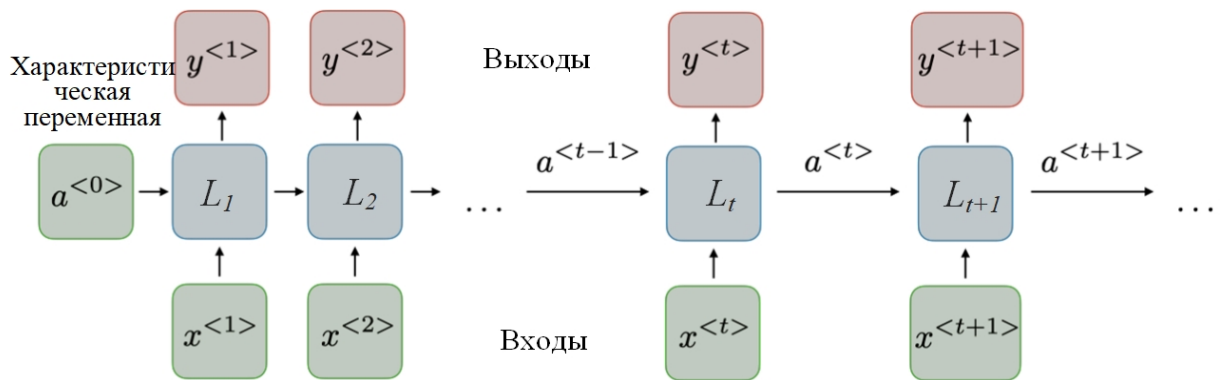 y<1> y<2> Выходы y<t> y<t+1>
Характеристи
ческая
переменная
a<0> L1 L2 ... a<t-1> Lt a<t> Lt+1 a<t+1> ...
x<1> x<2> Входы x<t> x<t+1>